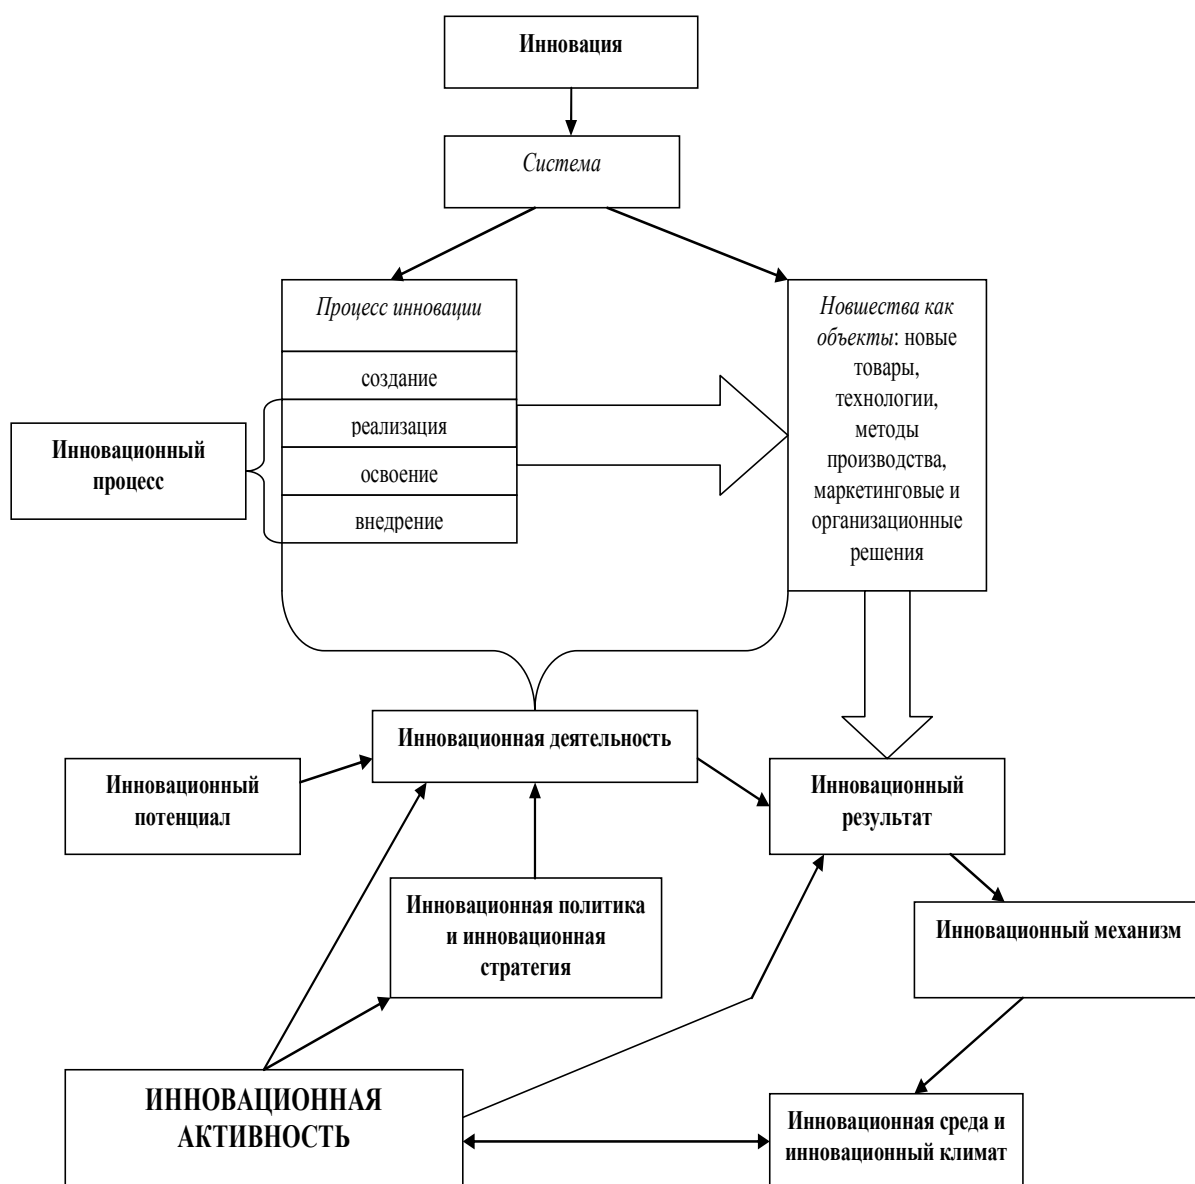 Инновация
Система
Процесс инновации
создание
реализация
освоение
внедрение
Инновационный
процесс
Новшества как
объекты: новые
товары,
технологии,
методы
производства,
маркетинговые и
организационные
решения
Инновационная деятельность
Инновационный
потенциал
Инновационный
результат
Инновационная политика
и инновационная
стратегия
Инновационный механизм
ИННОВАЦИОННАЯ
АКТИВНОСТЬ
Инновационная среда и
инновационный климат